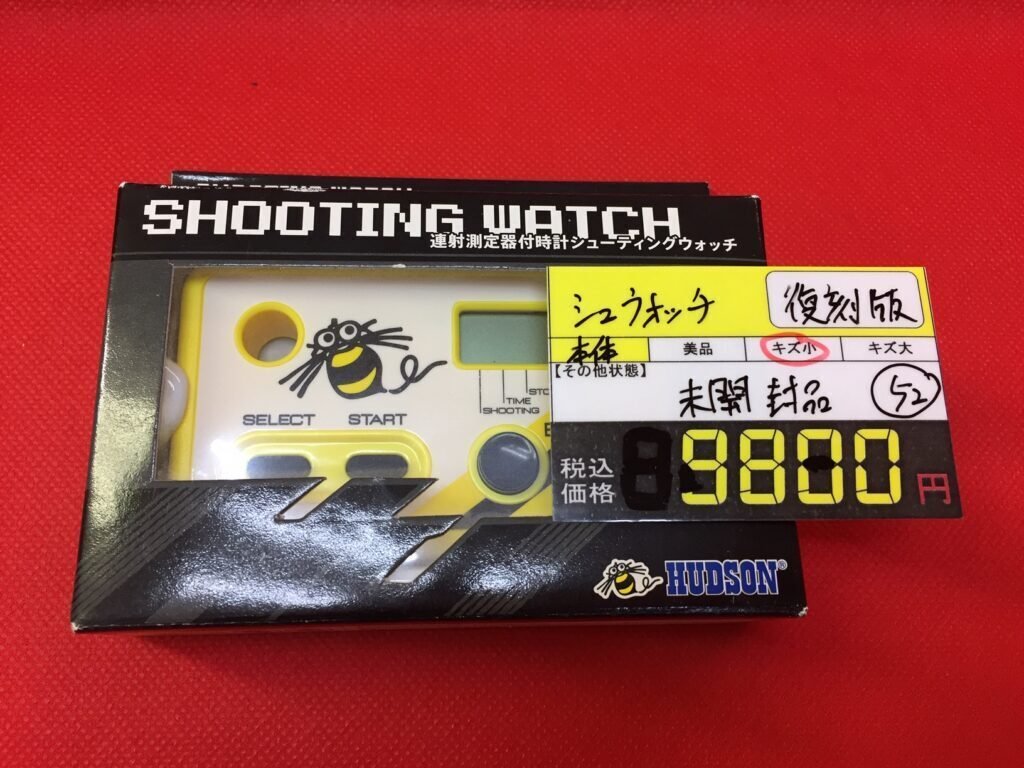 SHOOTING WATCH
連射測定器付時計シューティングウォッチ
SELECT START
TIME
SHOOTING
シュウォッチ 復刻版
本体 美品 キズ小 キズ大
【その他状態】
未開封品 52
税込価格 9800円
HUDSON®